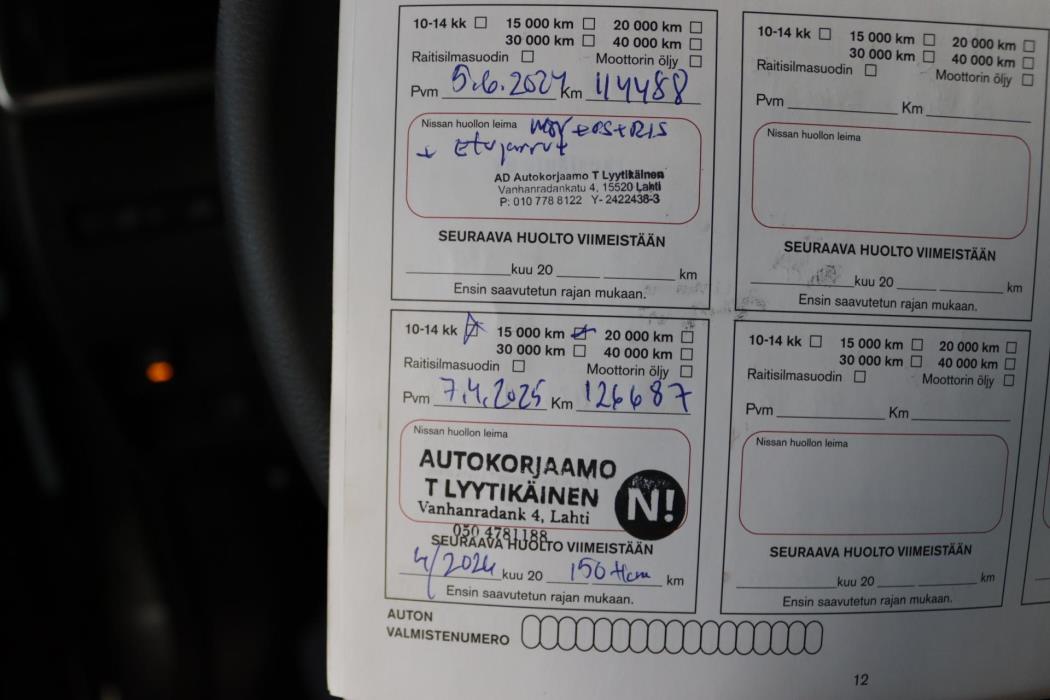 10-14 kk 15 000 km 20 000 km
30 000 km 40 000 km
Raitisilmasuodin Moottorin öljy
Pvm 5.6.2024 Km 114488
Nissan huollon leima
+ Etujarrut
AD Autokorjaamo T Lyytikäinen
Vanhanradankatu 4, 15520 Lahti
P: 010 778 8122 Y- 2422438-3
SEURAAVA HUOLTO VIIMEISTÄÄN
kuu 20 km
Ensin saavutetun rajan mukaan.
10-14 kk 15 000 km 20 000 km
30 000 km 40 000 km
Raitisilmasuodin Moottorin öljy
Pvm 7.4.2025 Km 126687
Nissan huollon leima
AUTOKORJAAMO
T LYYTIKÄINEN
Vanhanradank 4, Lahti
050 4781188
N!
SEURAAVA HUOLTO VIIMEISTÄÄN
kuu 20 km
Ensin saavutetun rajan mukaan.
AUTON
VALMISTENUMERO
10-14 kk 15 000 km 20 000 km
30 000 km 40 000 km
Raitisilmasuodin Moottorin öljy
Pvm Km
Nissan huollon leima
SEURAAVA HUOLTO VIIMEISTÄÄN
kuu 20 km
Ensin saavutetun rajan mukaan.
10-14 kk 15 000 km 20 000 km
30 000 km 40 000 km
Raitisilmasuodin Moottorin öljy
Pvm Km
Nissan huollon leima
SEURAAVA HUOLTO VIIMEISTÄÄN
kuu 20 km
Ensin saavutetun rajan mukaan.
12